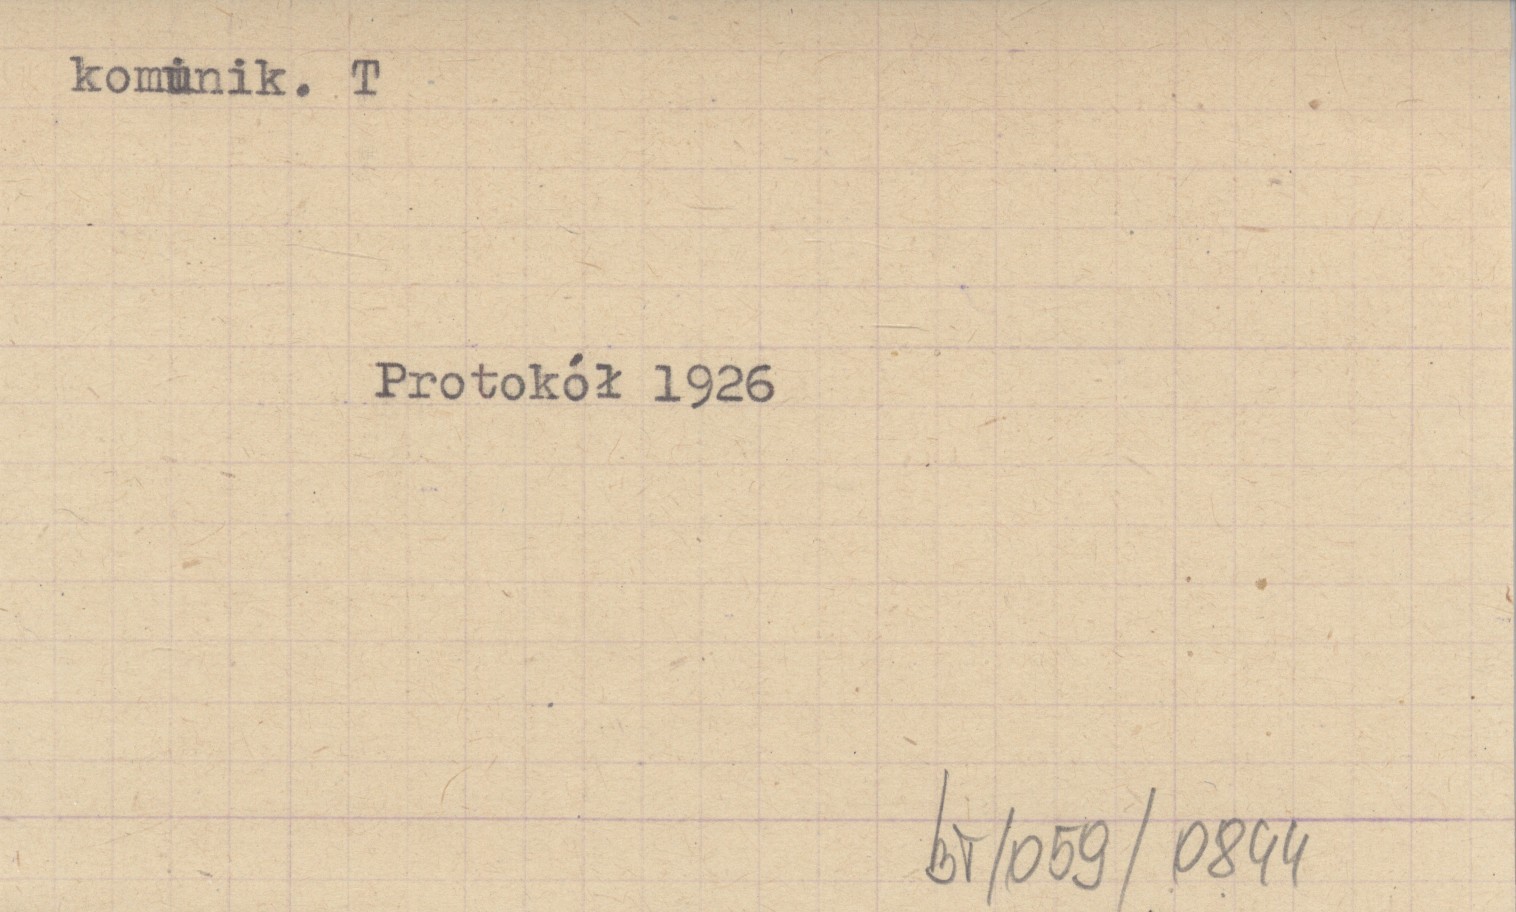 komunik. T
Protokół 1926
BT/059/0844